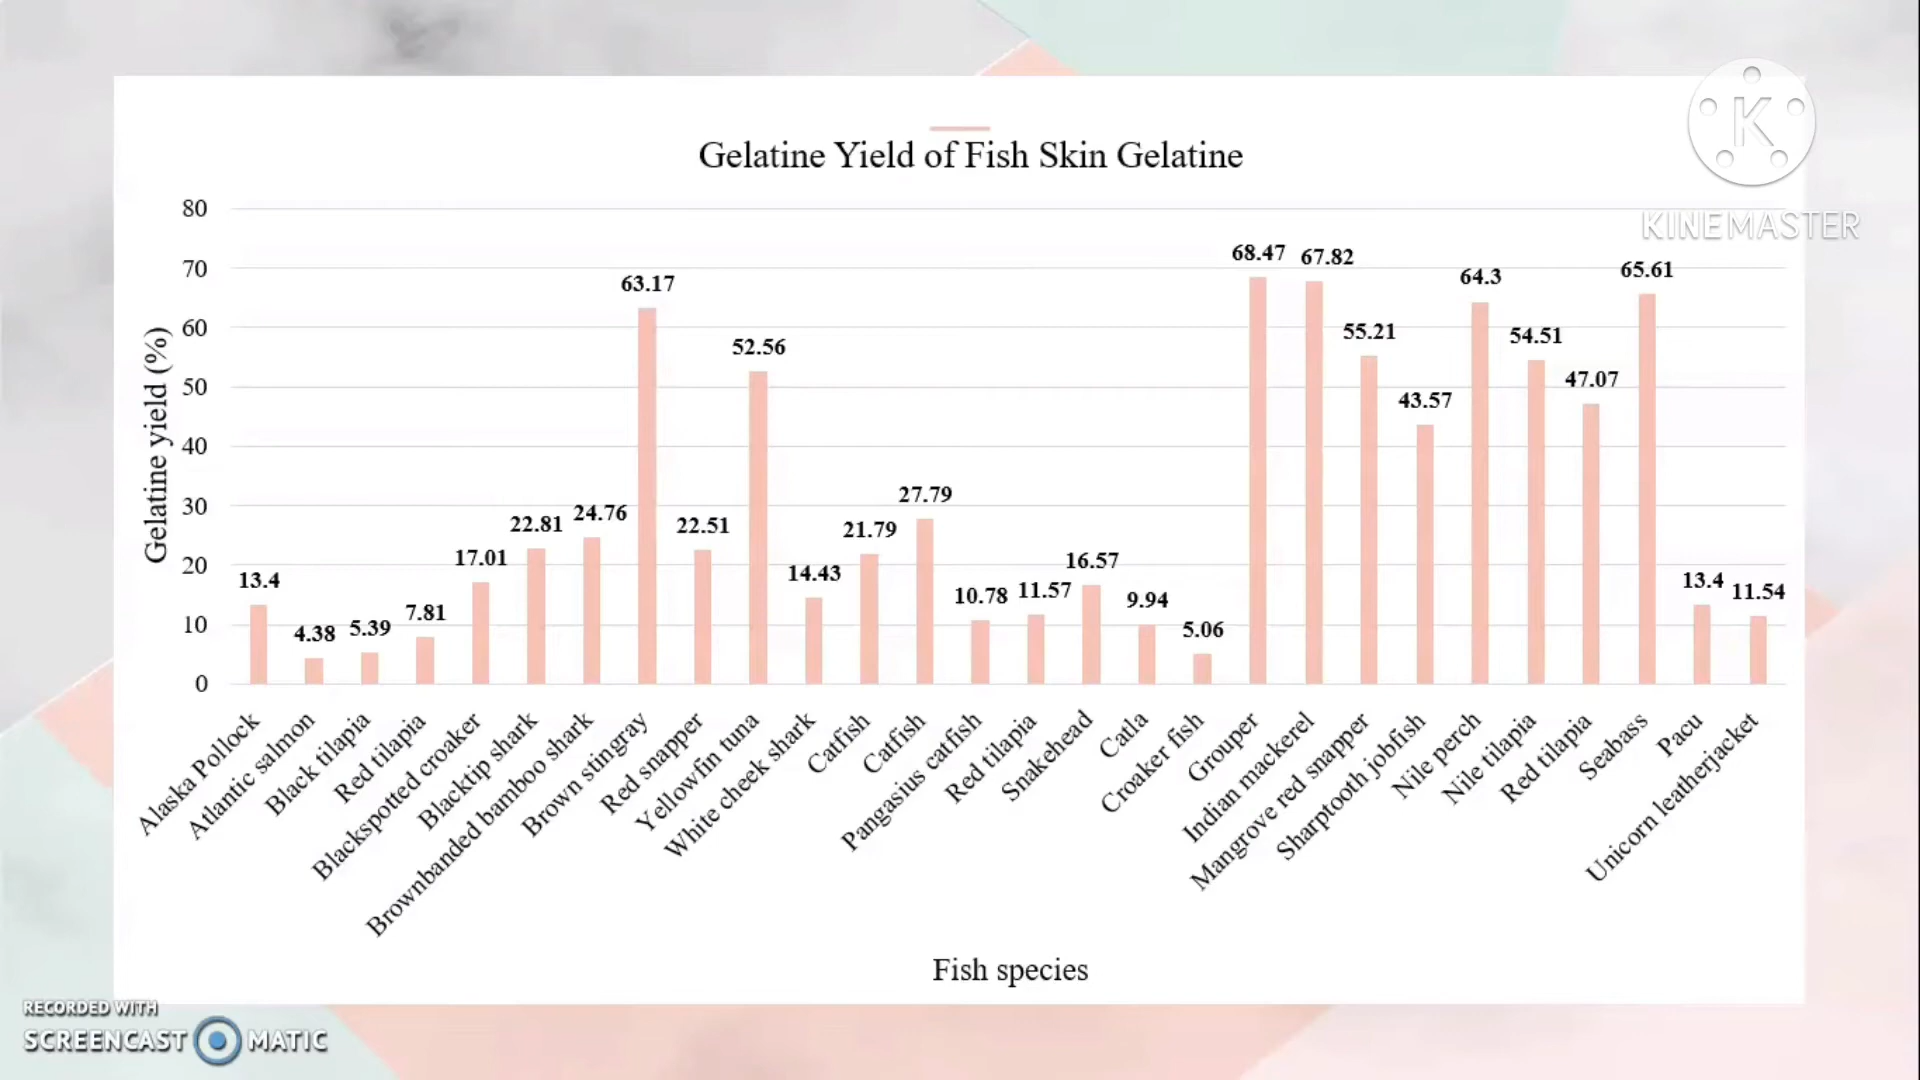 K
KINEMASTER
Gelatine Yield of Fish Skin Gelatine
Gelatine yield (%)
80
70
60
50
40
30
20
10
0
13.4
4.38
5.39
7.81
17.01
22.81
24.76
63.17
22.51
52.56
14.43
21.79
27.79
10.78
11.57
16.57
9.94
5.06
68.47
67.82
55.21
43.57
64.3
54.51
47.07
65.61
13.4
11.54
Alaska Pollock
Atlantic salmon
Black tilapia
Red tilapia
Blackspotted croaker
Blacktip shark
Brownbanded bamboo shark
Brown stingray
Red snapper
Yellowfin tuna
White cheek shark
Catfish
Catfish
Pangasius catfish
Red tilapia
Snakehead
Catla
Croaker fish
Grouper
Indian mackerel
Mangrove red snapper
Sharptooth jobfish
Nile perch
Nile tilapia
Red tilapia
Seabass
Pacu
Unicorn leatherjacket
Fish species
RECORDED WITH
SCREENCAST MATIC